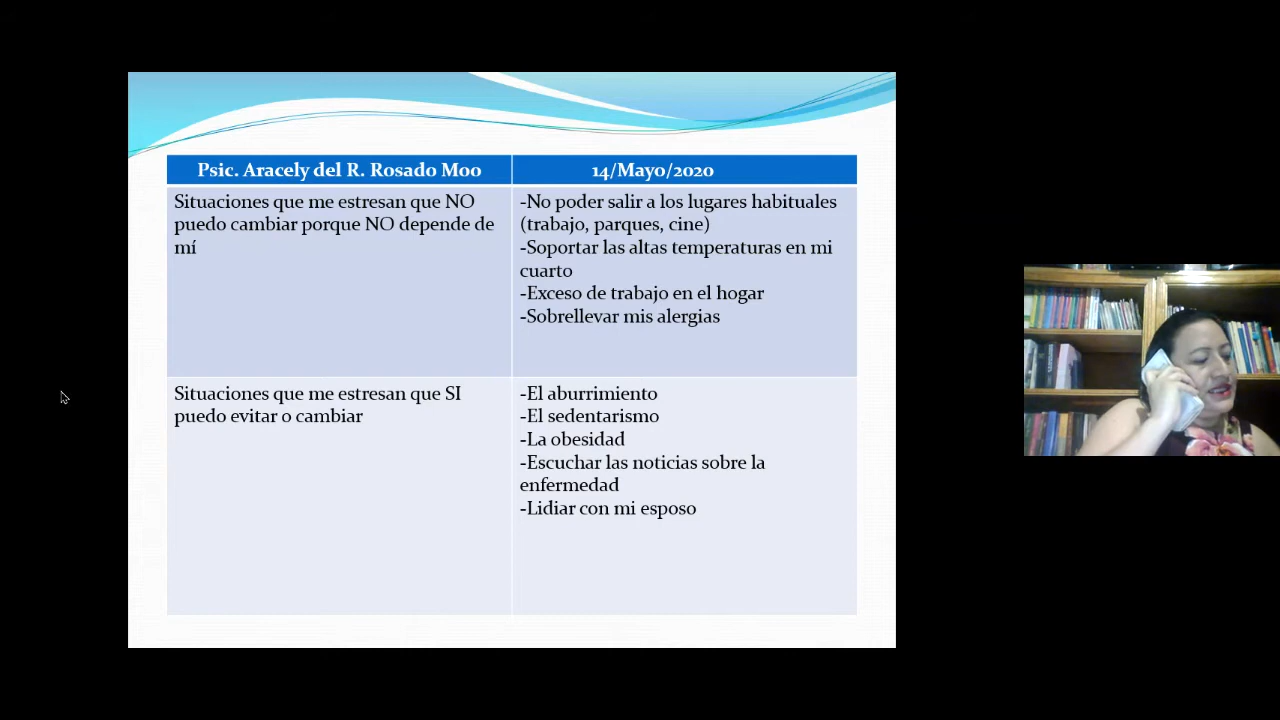 Psic. Aracely del R. Rosado Moo
14/Mayo/2020
Situaciones que me estresan que NO
puedo cambiar porque NO depende de
mí
-No poder salir a los lugares habituales
(trabajo, parques, cine)
-Soportar las altas temperaturas en mi
cuarto
-Exceso de trabajo en el hogar
-Sobrellevar mis alergias
Situaciones que me estresan que SI
puedo evitar o cambiar
-El aburrimiento
-El sedentarismo
-La obesidad
-Escuchar las noticias sobre la
enfermedad
-Lidiar con mi esposo